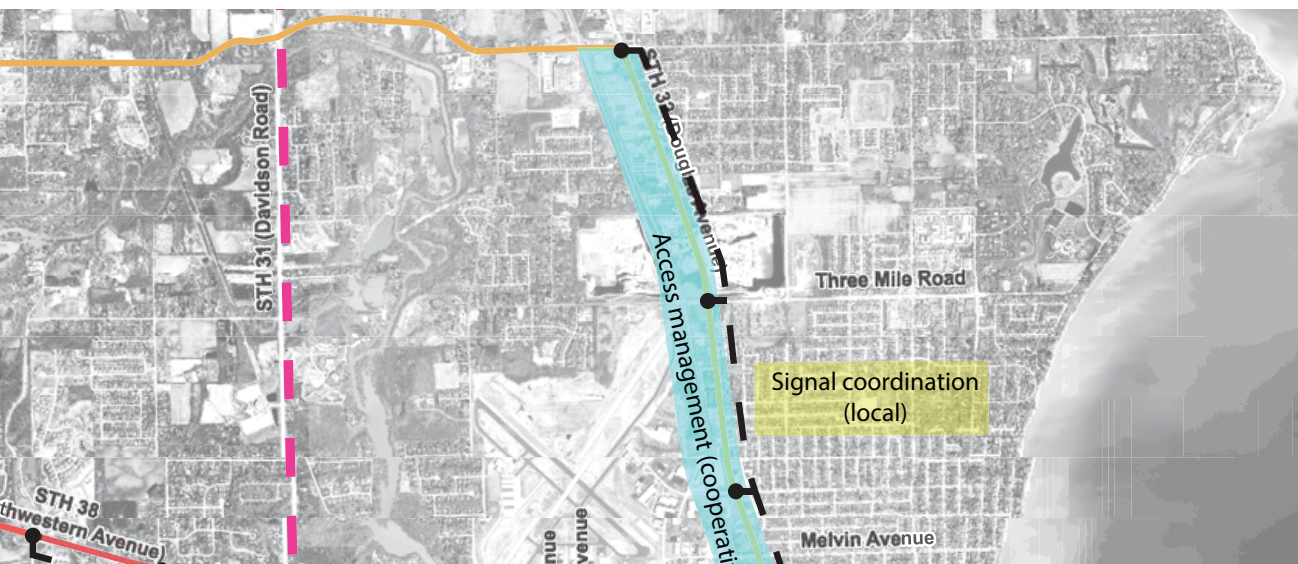 STH 32 (Douglas Avenue)
STH 31 (Davidson Road)
Three Mile Road
Access management (cooperati
Signal coordination
(local)
STH 38
thwestern Avenue)
Melvin Avenue
venue
enue